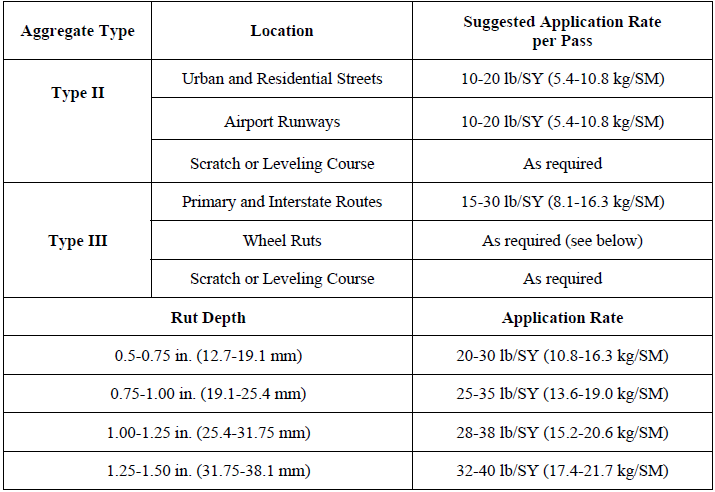 Aggregate Type Location Suggested Application Rate
per Pass
Type II
Urban and Residential Streets 10-20 lb/SY (5.4-10.8 kg/SM)
Airport Runways 10-20 lb/SY (5.4-10.8 kg/SM)
Scratch or Leveling Course As required
Type III
Primary and Interstate Routes 15-30 lb/SY (8.1-16.3 kg/SM)
Wheel Ruts As required (see below)
Scratch or Leveling Course As required
Rut Depth Application Rate
0.5-0.75 in. (12.7-19.1 mm) 20-30 lb/SY (10.8-16.3 kg/SM)
0.75-1.00 in. (19.1-25.4 mm) 25-35 lb/SY (13.6-19.0 kg/SM)
1.00-1.25 in. (25.4-31.75 mm) 28-38 lb/SY (15.2-20.6 kg/SM)
1.25-1.50 in. (31.75-38.1 mm) 32-40 lb/SY (17.4-21.7 kg/SM)